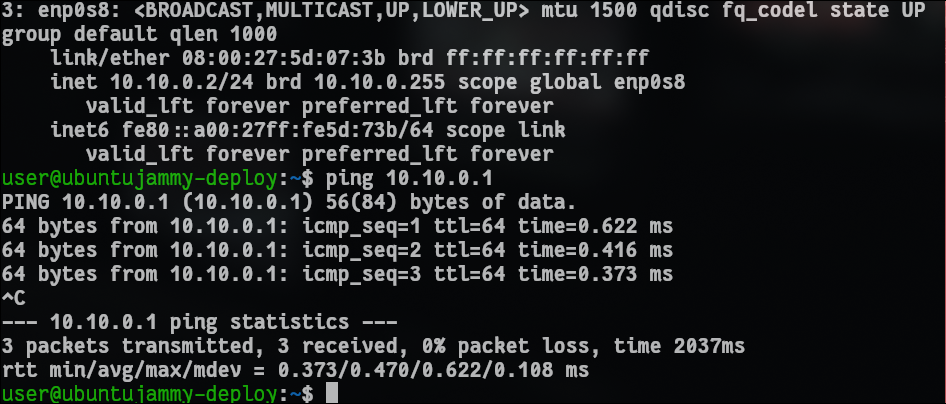 3: enp0s8: <BROADCAST,MULTICAST,UP,LOWER_UP> mtu 1500 qdisc fq_codel state UP
group default qlen 1000
link/ether 08:00:27:5d:07:3b brd ff:ff:ff:ff:ff:ff
inet 10.10.0.2/24 brd 10.10.0.255 scope global enp0s8
valid_lft forever preferred_lft forever
inet6 fe80::a00:27ff:fe5d:73b/64 scope link
valid_lft forever preferred_lft forever
user@ubuntujammy-deploy:~$ ping 10.10.0.1
PING 10.10.0.1 (10.10.0.1) 56(84) bytes of data.
64 bytes from 10.10.0.1: icmp_seq=1 ttl=64 time=0.622 ms
64 bytes from 10.10.0.1: icmp_seq=2 ttl=64 time=0.416 ms
64 bytes from 10.10.0.1: icmp_seq=3 ttl=64 time=0.373 ms
^C
--- 10.10.0.1 ping statistics ---
3 packets transmitted, 3 received, 0% packet loss, time 2037ms
rtt min/avg/max/mdev = 0.373/0.470/0.622/0.108 ms
user@ubuntujammy-deploy:~$